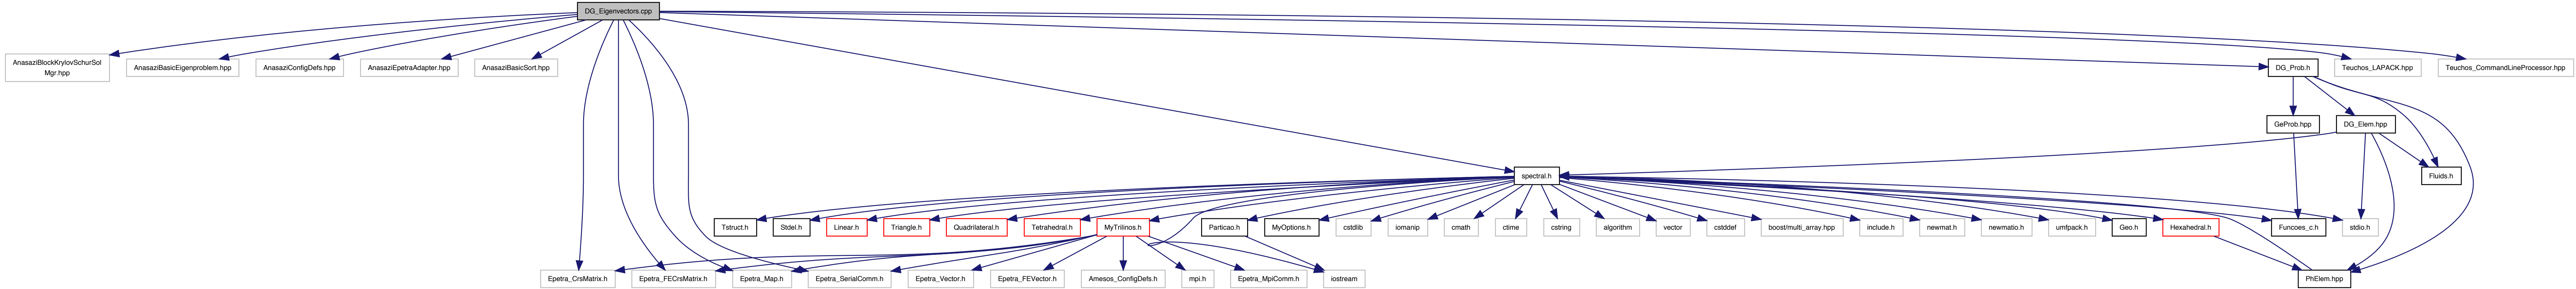 DG_Eigenvectors.cpp
AnasaziBlockKrylovSchurSol
Mgr.hpp
AnasaziBasicEigenproblem.hpp
AnasaziConfigDefs.hpp
AnasaziEpetraAdapter.hpp
AnasaziBasicSort.hpp
DG_Prob.h
Teuchos_LAPACK.hpp
Teuchos_CommandLineProcessor.hpp
GeProb.hpp
DG_Elem.hpp
spectral.h
Fluids.h
Tstruct.h
Stdel.h
Linear.h
Triangle.h
Quadrilateral.h
Tetrahedral.h
MyTrilinos.h
Particao.h
MyOptions.h
cstdlib
iomanip
cmath
ctime
cstring
algorithm
vector
cstddef
boost/multi_array.hpp
include.h
newmat.h
newmatio.h
umfpack.h
Geo.h
Hexahedral.h
Funcoes_c.h
stdio.h
Epetra_CrsMatrix.h
Epetra_FECrsMatrix.h
Epetra_Map.h
Epetra_SerialComm.h
Epetra_Vector.h
Epetra_FEVector.h
Amesos_ConfigDefs.h
mpi.h
Epetra_MpiComm.h
iostream
PhElem.hpp